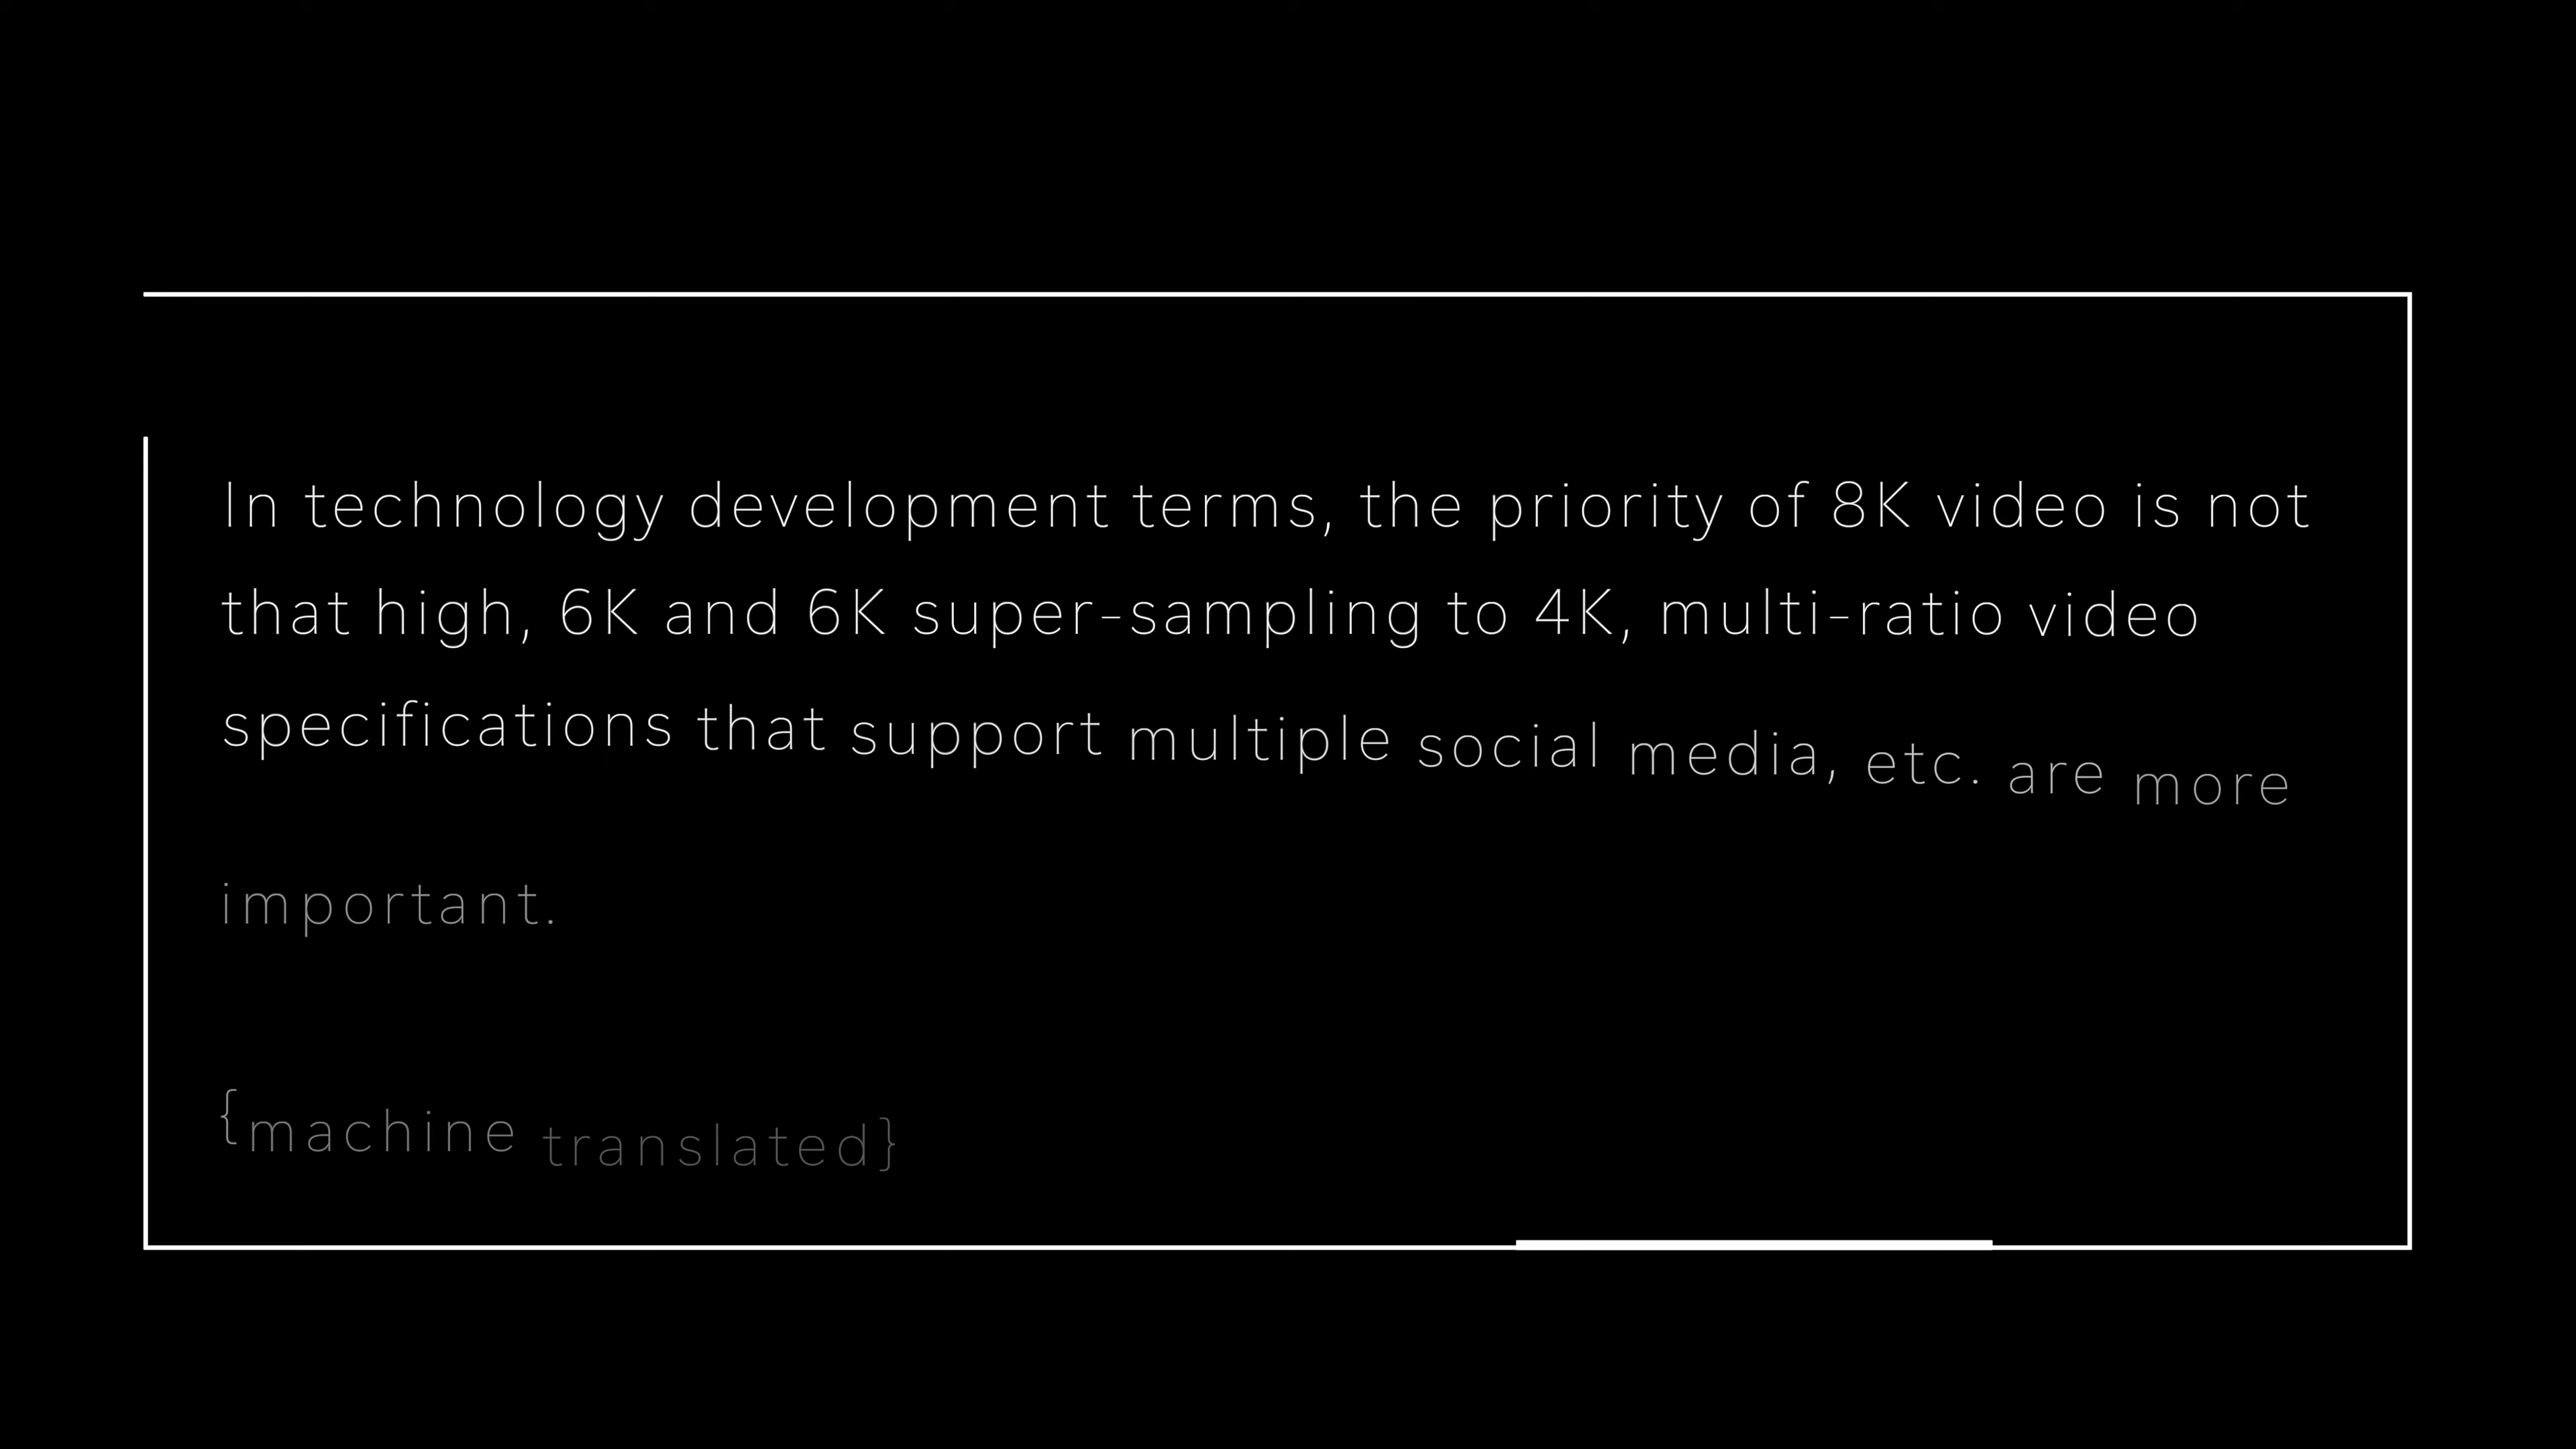 In technology development terms, the priority of 8K video is not
that high, 6K and 6K super-sampling to 4K, multi-ratio video
specifications that support multiple social media, etc. are more
important.
{machine translated}